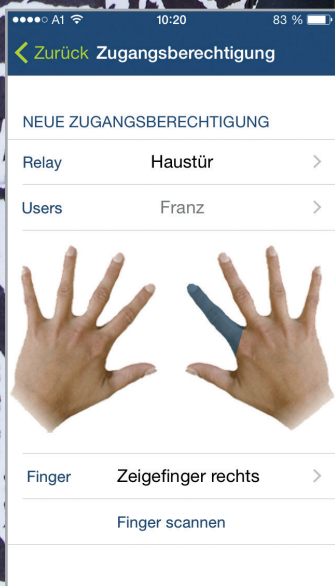 A1 10:20 83 %
Zurück Zugangsberechtigung
NEUE ZUGANGSBERECHTIGUNG
Relay Haustür
Users Franz
Finger Zeigefinger rechts
Finger scannen